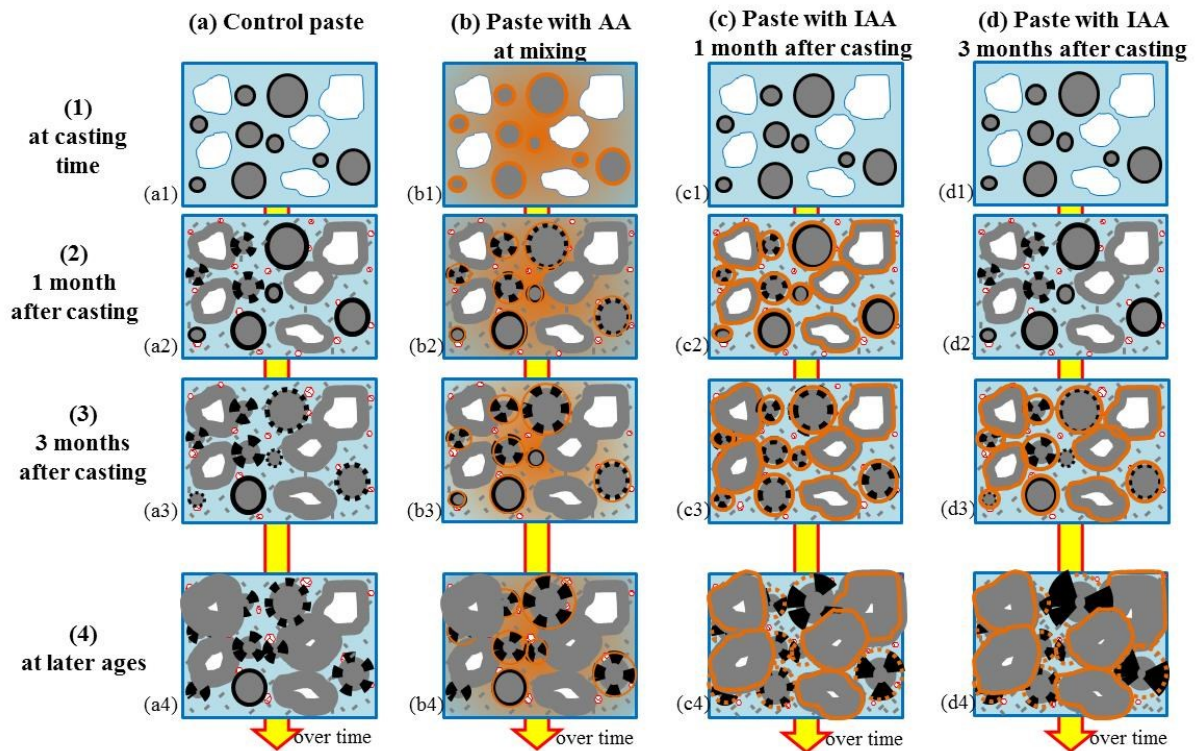 (a) Control paste
(b) Paste with AA
at mixing
(c) Paste with IAA
1 month after casting
(d) Paste with IAA
3 months after casting
(1)
at casting
time
(a1)
(b1)
(c1)
(d1)
(2)
1 month
after casting
(a2)
(b2)
(c2)
(d2)
(3)
3 months
after casting
(a3)
(b3)
(c3)
(d3)
(4)
at later ages
(a4)
(b4)
(c4)
(d4)
over time
over time
over time
over time